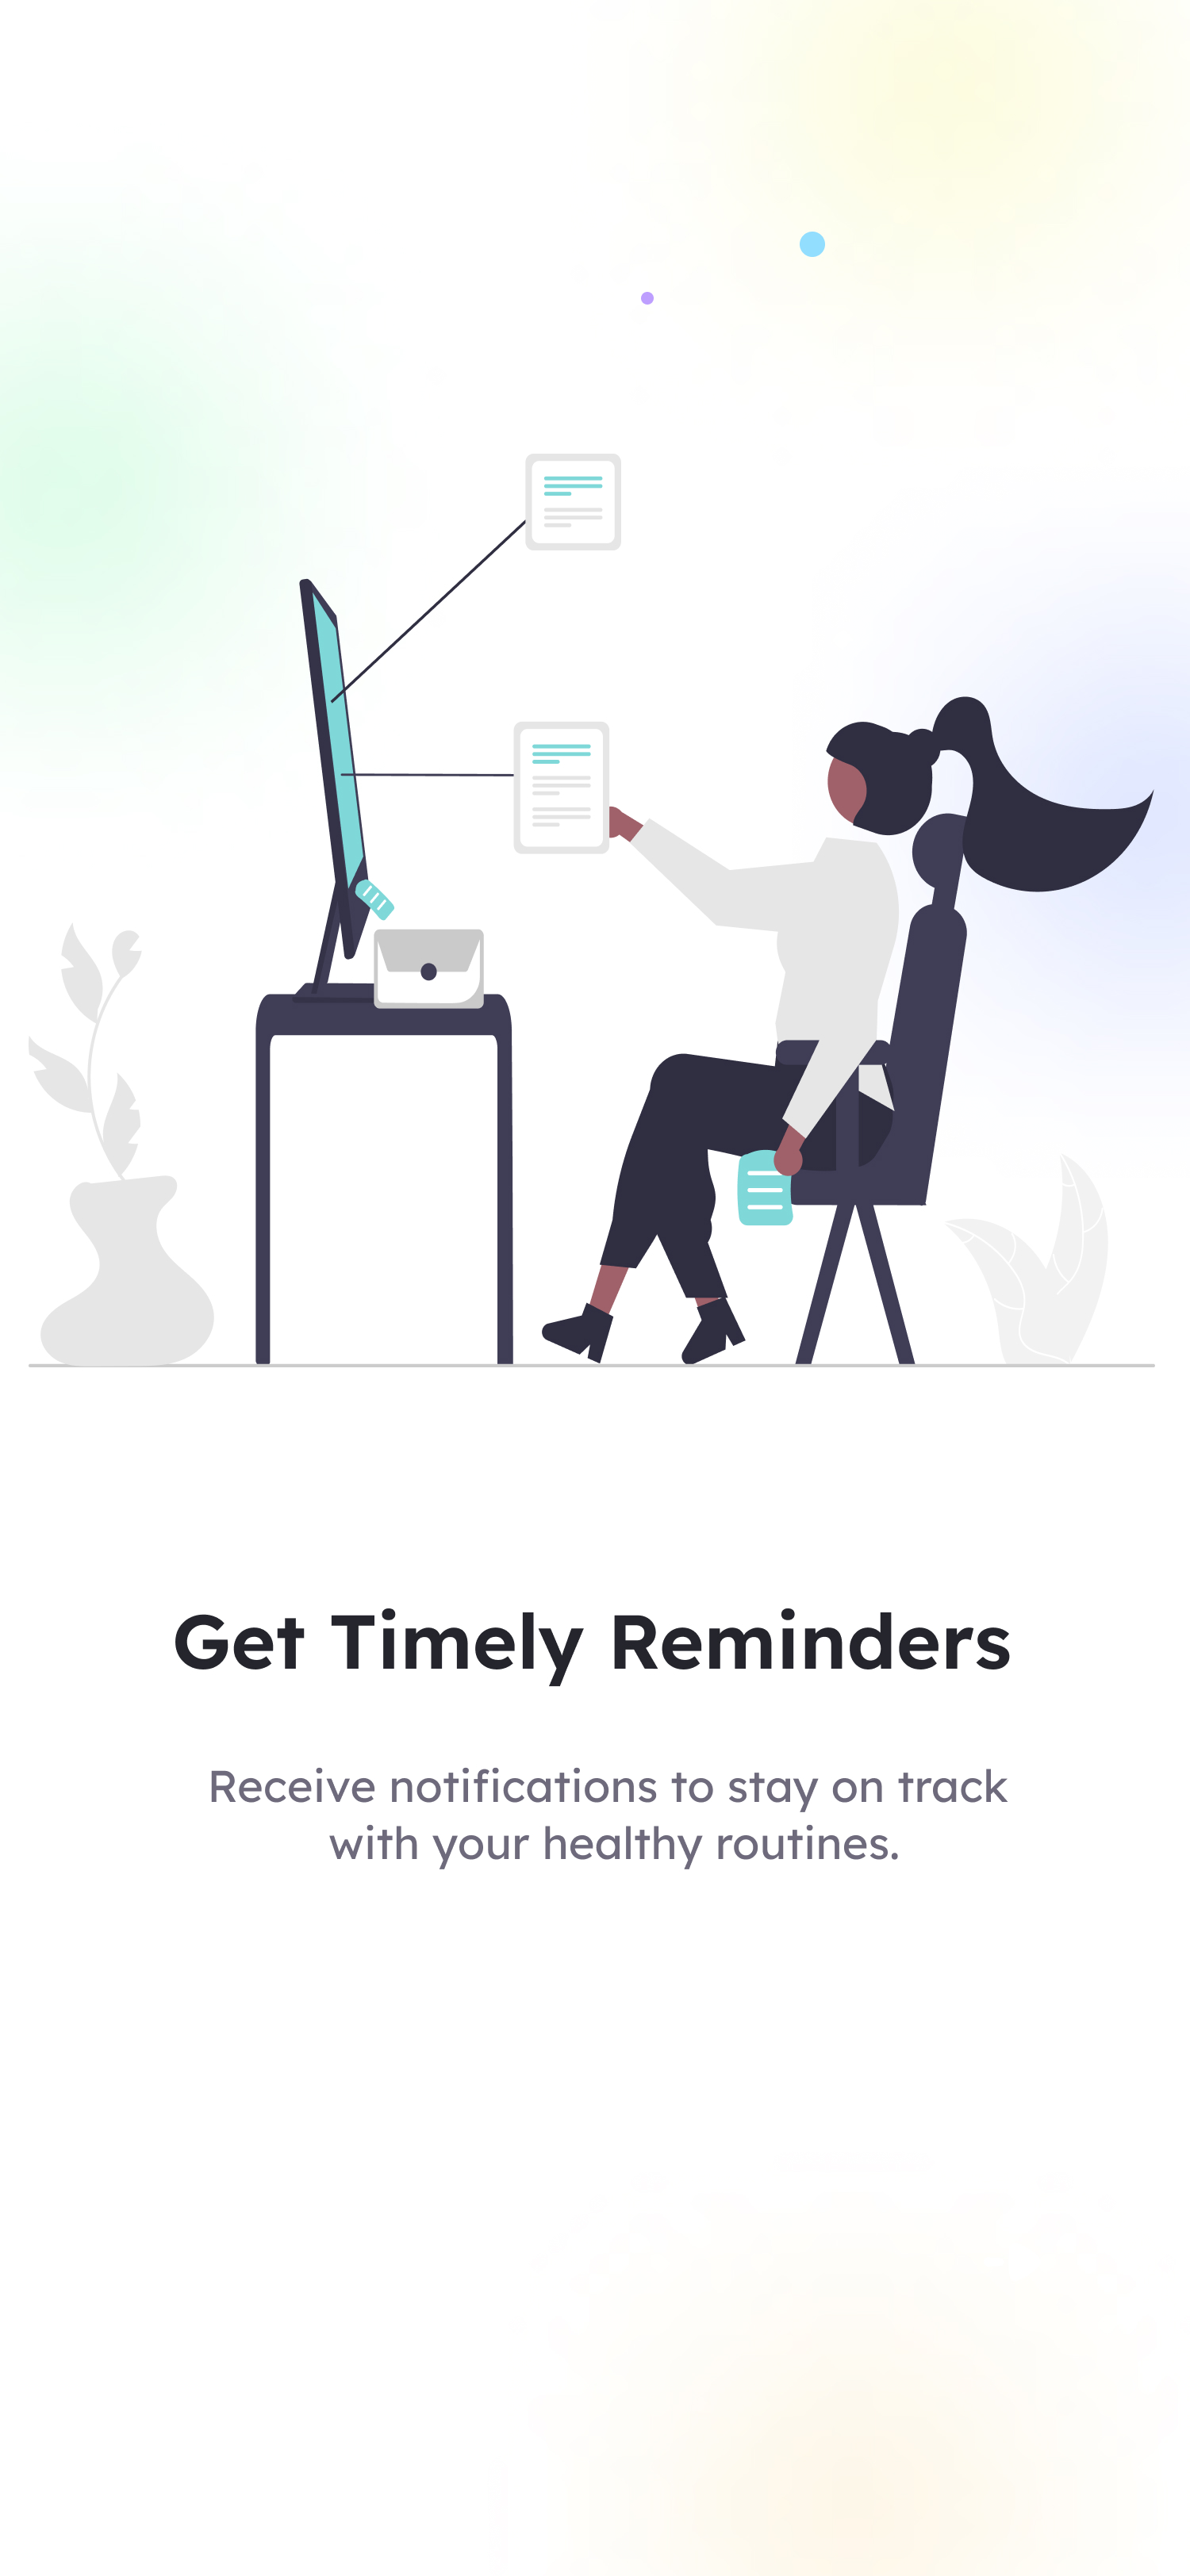 Get Timely Reminders
Receive notifications to stay on track
with your healthy routines.